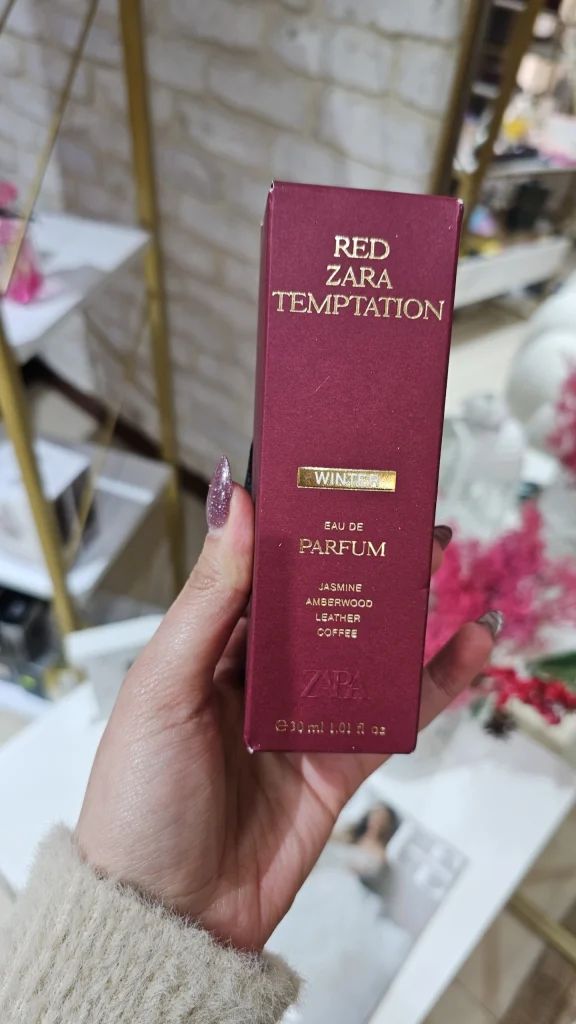 RED
ZARA
TEMPTATION
WINTER
EAU DE
PARFUM
JASMINE
AMBERWOOD
LEATHER
COFFEE
ZARA
℮30 ml 1.01 fl oz